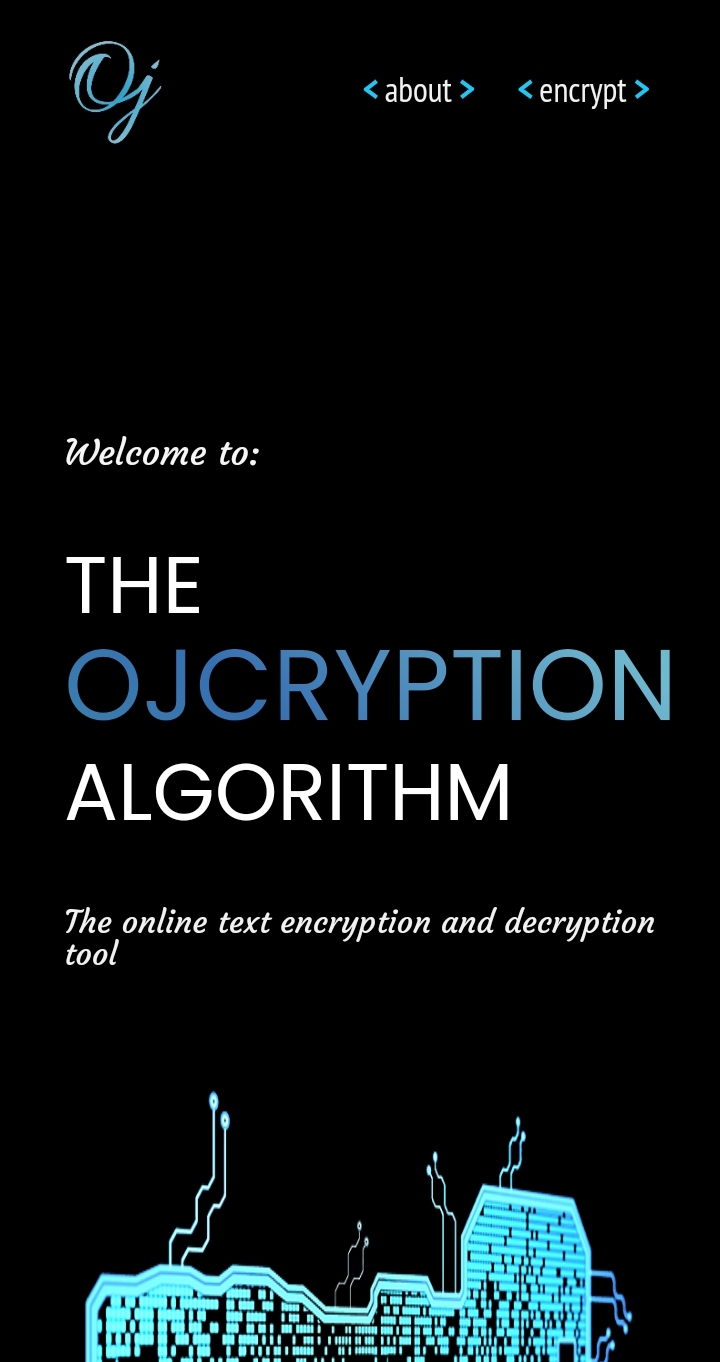 Oj
< about > < encrypt >
Welcome to:
THE
OJCRYPTION
ALGORITHM
The online text encryption and decryption
tool